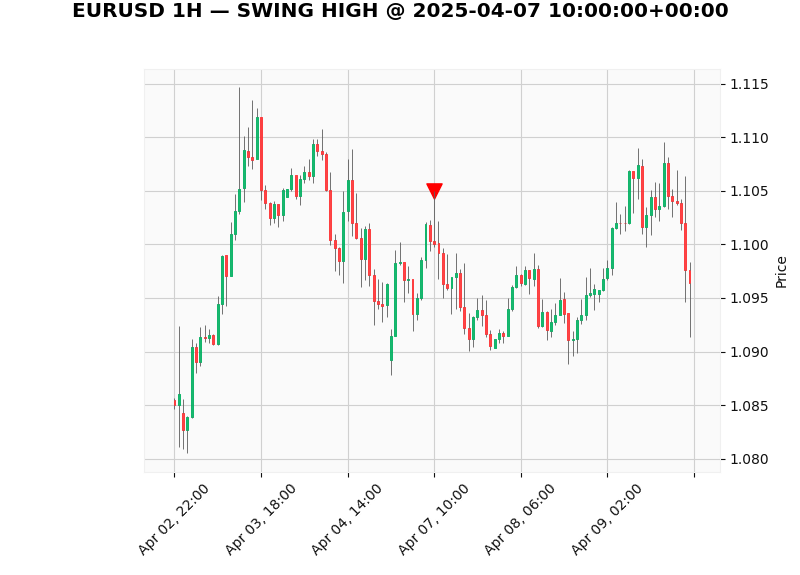 EURUSD 1H — SWING HIGH @ 2025-04-07 10:00:00+00:00
1.115
1.110
1.105
1.100
1.095
1.090
1.085
1.080
Price
Apr 02, 22:00
Apr 03, 18:00
Apr 04, 14:00
Apr 07, 10:00
Apr 08, 06:00
Apr 09, 02:00